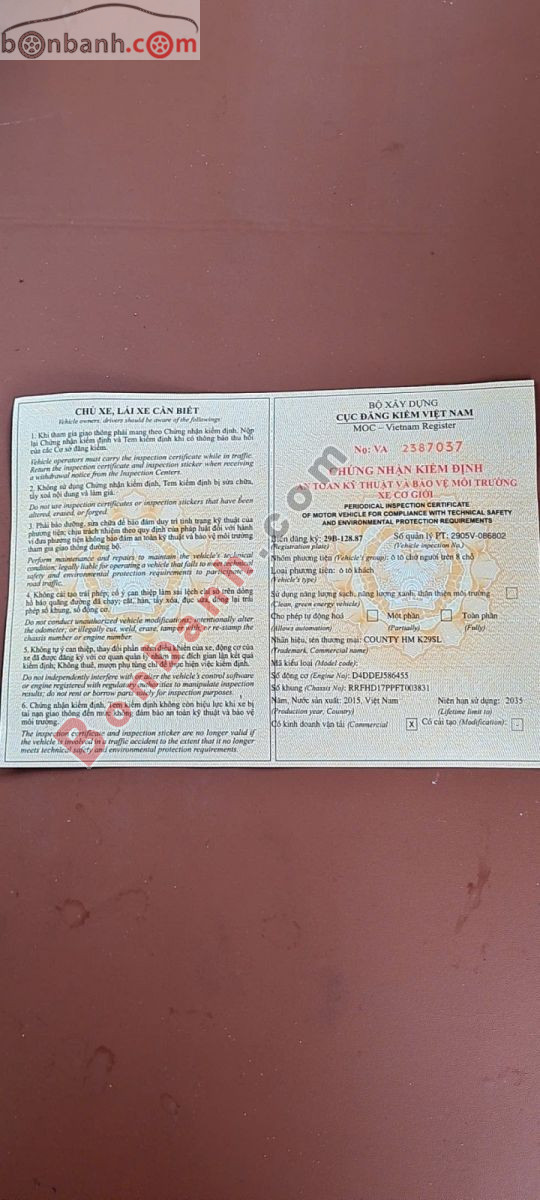 bonbanh.com
CHỦ XE, LÁI XE CẦN BIẾT
Vehicle owners, drivers should be aware of the followings:
1. Khi tham gia giao thông phải mang theo Chứng nhận kiểm định. Nộp
lại Chứng nhận kiểm định và Tem kiểm định khi có thông báo thu hồi
của các Cơ sở đăng kiểm.
Vehicle operators must carry the inspection certificate while in traffic.
Return the inspection certificate and inspection sticker when receiving
a withdrawal notice from the Inspection Centers.
2. Không sử dụng Chứng nhận kiểm định, Tem kiểm định bị sửa chữa,
tẩy xoá nội dung và làm giả.
Do not use inspection certificates or inspection stickers that have been
altered, erased, or forged.
3. Phải bảo dưỡng, sửa chữa để bảo đảm duy trì tình trạng kỹ thuật của
phương tiện; chịu trách nhiệm theo quy định của pháp luật đối với hành
vi đưa phương tiện không bảo đảm an toàn kỹ thuật và bảo vệ môi trường
tham gia giao thông đường bộ.
Perform maintenance and repairs to maintain the vehicle's technical
condition; legally liable for operating a vehicle that fails to meet technical
safety and environmental protection requirements to participate in
road traffic.
4. Không cải tạo trái phép; cố ý can thiệp làm sai lệch chỉ số trên đồng
hồ báo quãng đường đã chạy; cắt, hàn, tẩy xóa, đục sửa, đóng lại trái
phép số khung, số động cơ.
Do not conduct unauthorized vehicle modifications, intentionally alter
the odometer; or illegally cut, weld, erase, tamper with, or re-stamp the
chassis number or engine number.
5. Không tự ý can thiệp, thay đổi phần mềm điều khiển của xe, động cơ của
xe đã được đăng ký với cơ quan quản lý nhằm mục đích gian lận kết quả
kiểm định; Không thuê, mượn phụ tùng chỉ để thực hiện việc kiểm định.
Do not independently interfere with or alter the vehicle's control software
or engine registered with regulatory authorities to manipulate inspection
results; do not rent or borrow parts solely for inspection purposes.
6. Chứng nhận kiểm định, Tem kiểm định không còn hiệu lực khi xe bị
tai nạn giao thông đến mức không đảm bảo an toàn kỹ thuật và bảo vệ
môi trường.
The inspection certificate and inspection sticker are no longer valid if
the vehicle is involved in a traffic accident to the extent that it no longer
meets technical safety and environmental protection requirements.
BỘ XÂY DỰNG
CỤC ĐĂNG KIỂM VIỆT NAM
MOC – Vietnam Register
No: VA 2387037
CHỨNG NHẬN KIỂM ĐỊNH
AN TOÀN KỸ THUẬT VÀ BẢO VỆ MÔI TRƯỜNG
XE CƠ GIỚI
PERIODICAL INSPECTION CERTIFICATE
OF MOTOR VEHICLE FOR COMPLIANCE WITH TECHNICAL SAFETY
AND ENVIRONMENTAL PROTECTION REQUIREMENTS
Biển đăng ký: 29B-128.87 Số quản lý PT: 2905V-086802
(Registration plate) (Vehicle inspection No.)
Nhóm phương tiện (Vehicle's group): ô tô chở người trên 8 chỗ
Loại phương tiện: ô tô khách
(Vehicle's type)
Sử dụng năng lượng sạch, năng lượng xanh, thân thiện môi trường
(Clean, green energy vehicle)
Cho phép tự động hoá Một phần Toàn phần
(Allows automation) (Partially) (Fully)
Nhãn hiệu, tên thương mại: COUNTY HM K29SL
(Trademark, Commercial name)
Mã kiểu loại (Model code):
Số động cơ (Engine No): D4DDEJ586455
Số khung (Chassis No): RRFHD17PPFT003831
Năm, Nước sản xuất: 2015, Việt Nam Niên hạn sử dụng: 2035
(Production year, Country) (Lifetime limit to)
Có kinh doanh vận tải (Commercial X Có cải tạo (Modification): -
Bonbanh.com